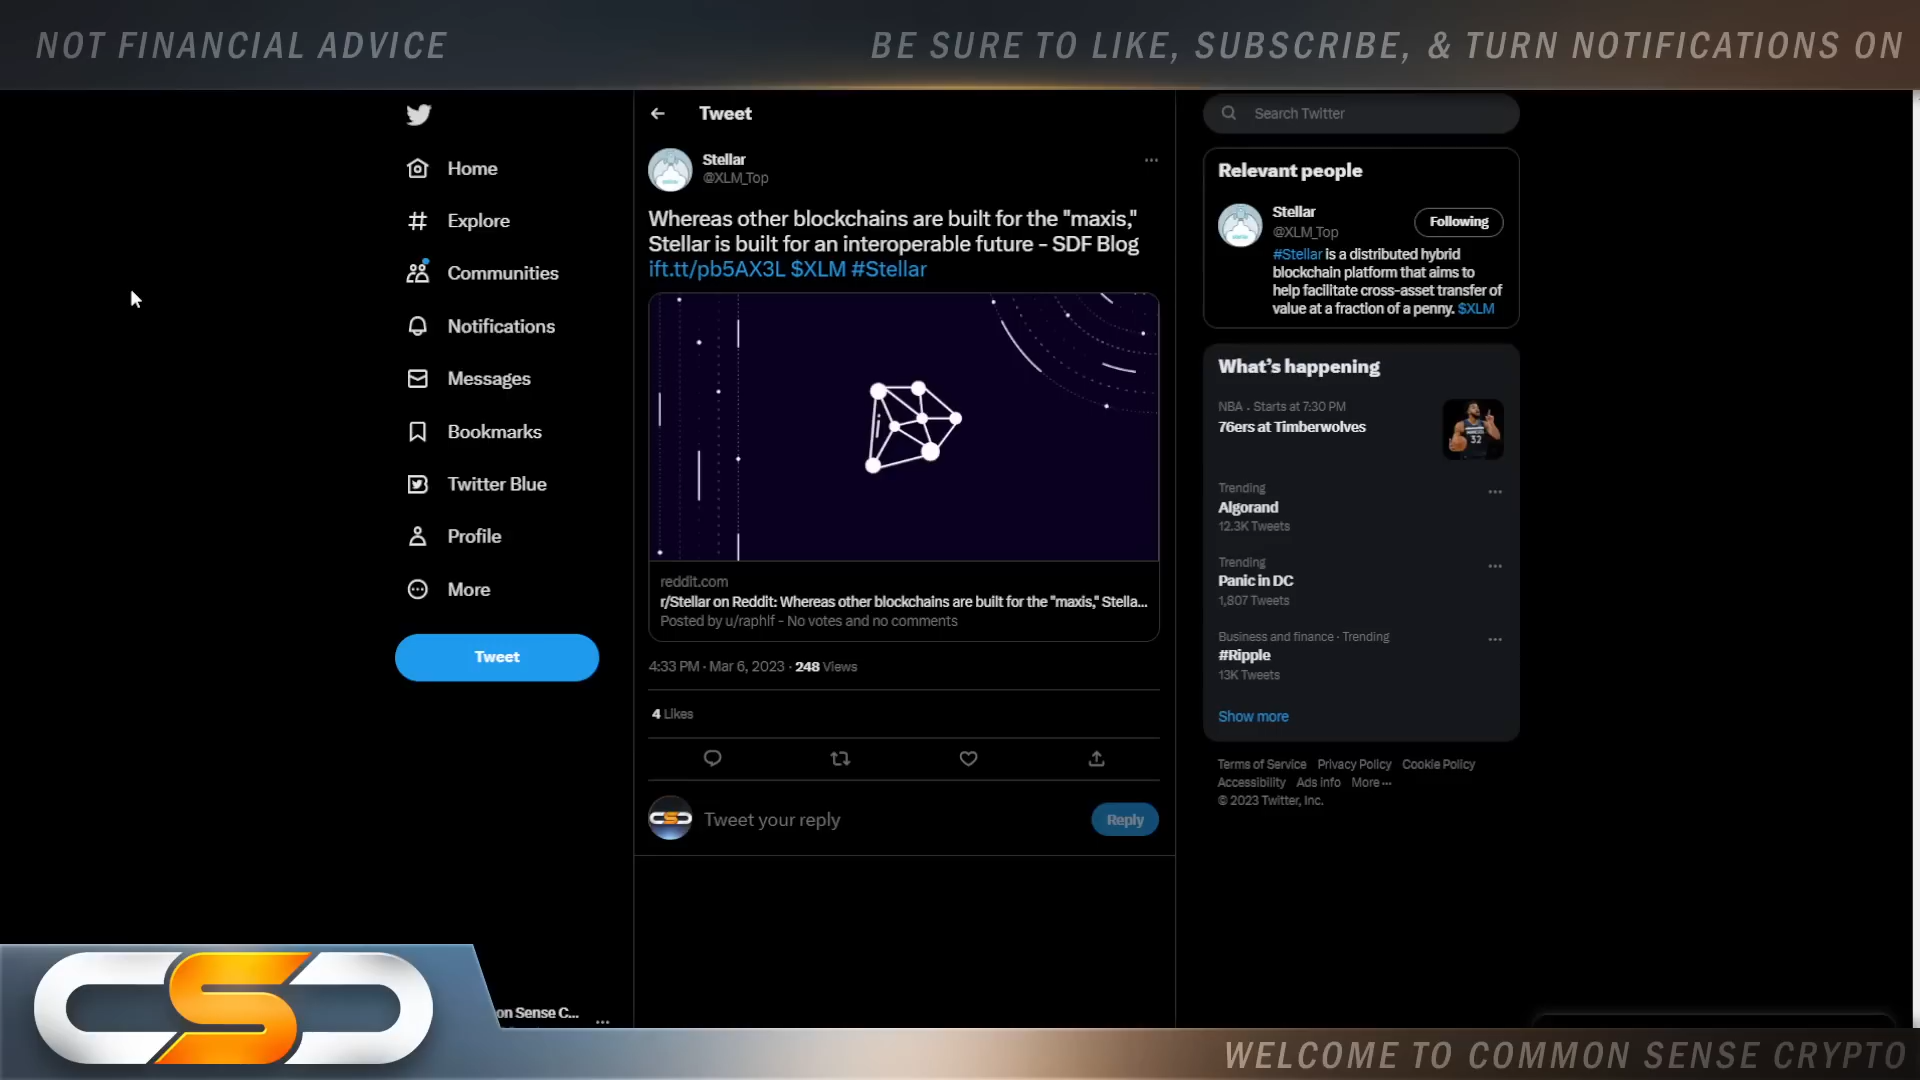 NOT FINANCIAL ADVICE
BE SURE TO LIKE, SUBSCRIBE, & TURN NOTIFICATIONS ON
Home
Explore
Communities
Notifications
Messages
Bookmarks
Twitter Blue
Profile
More
Tweet
on Sense C...
Tweet
Stellar
@XLM_Top
Whereas other blockchains are built for the "maxis,"
Stellar is built for an interoperable future - SDF Blog
ift.tt/pb5AX3L $XLM #Stellar
reddit.com
r/Stellar on Reddit: Whereas other blockchains are built for the "maxis," Stella...
Posted by u/raphlf - No votes and no comments
4:33 PM · Mar 6, 2023 · 248 Views
4 Likes
Tweet your reply
Reply
Search Twitter
Relevant people
Stellar
@XLM_Top
Following
#Stellar is a distributed hybrid
blockchain platform that aims to
help facilitate cross-asset transfer of
value at a fraction of a penny. $XLM
What's happening
NBA · Starts at 7:30 PM
76ers at Timberwolves
32
Trending
Algorand
12.3K Tweets
Trending
Panic in DC
1,807 Tweets
Business and finance · Trending
#Ripple
13K Tweets
Show more
Terms of Service Privacy Policy Cookie Policy
Accessibility Ads info More ···
© 2023 Twitter, Inc.
CSC
WELCOME TO COMMON SENSE CRYPTO